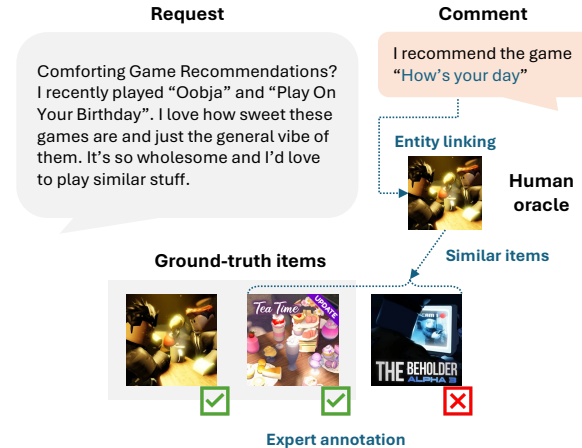 Request
Comment
Comforting Game Recommendations?
I recently played “Oobja” and “Play On
Your Birthday”. I love how sweet these
games are and just the general vibe of
them. It’s so wholesome and I’d love
to play similar stuff.
I recommend the game
“How’s your day”
Entity linking
Human
oracle
Similar items
Ground-truth items
Tea Time
UPDATE
THE BEHOLDER
ALPHA 3
Expert annotation